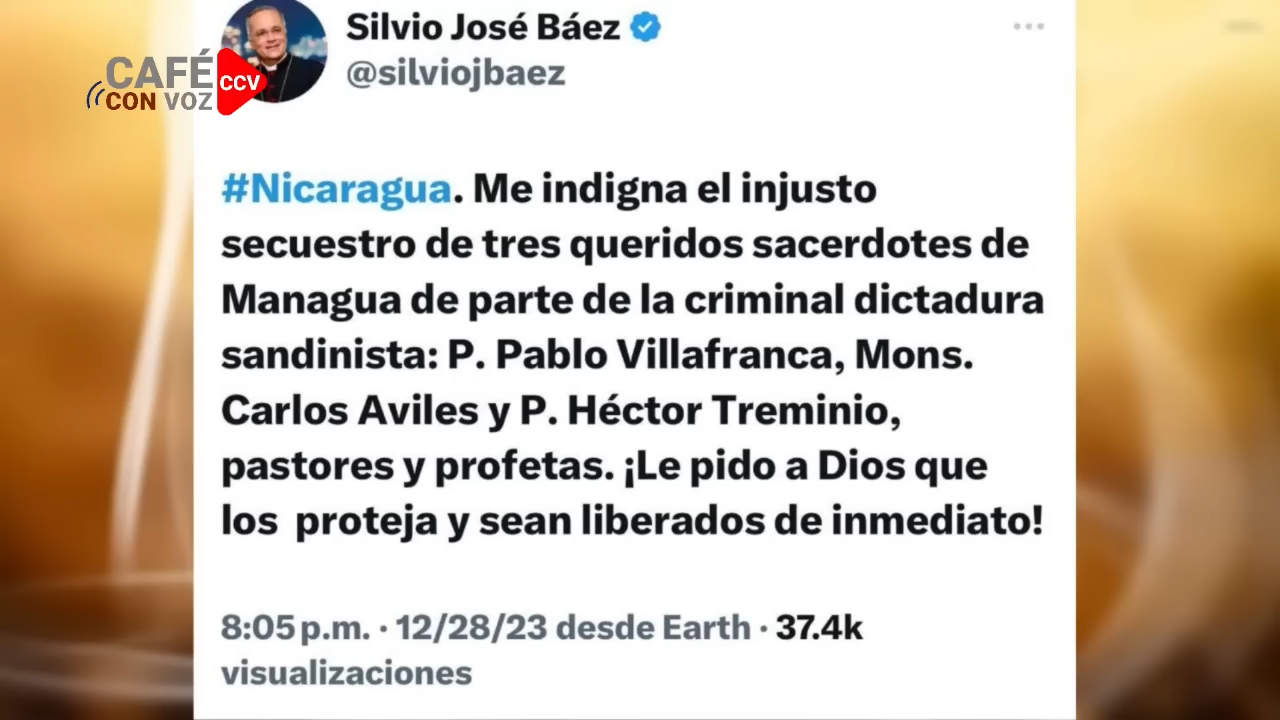 Silvio José Báez
@silviojbaez
CAFÉ
CON VOZ
CCV
#Nicaragua. Me indigna el injusto
secuestro de tres queridos sacerdotes de
Managua de parte de la criminal dictadura
sandinista: P. Pablo Villafranca, Mons.
Carlos Aviles y P. Héctor Treminio,
pastores y profetas. ¡Le pido a Dios que
los  proteja y sean liberados de inmediato!
8:05 p.m. · 12/28/23 desde Earth · 37.4k
visualizaciones